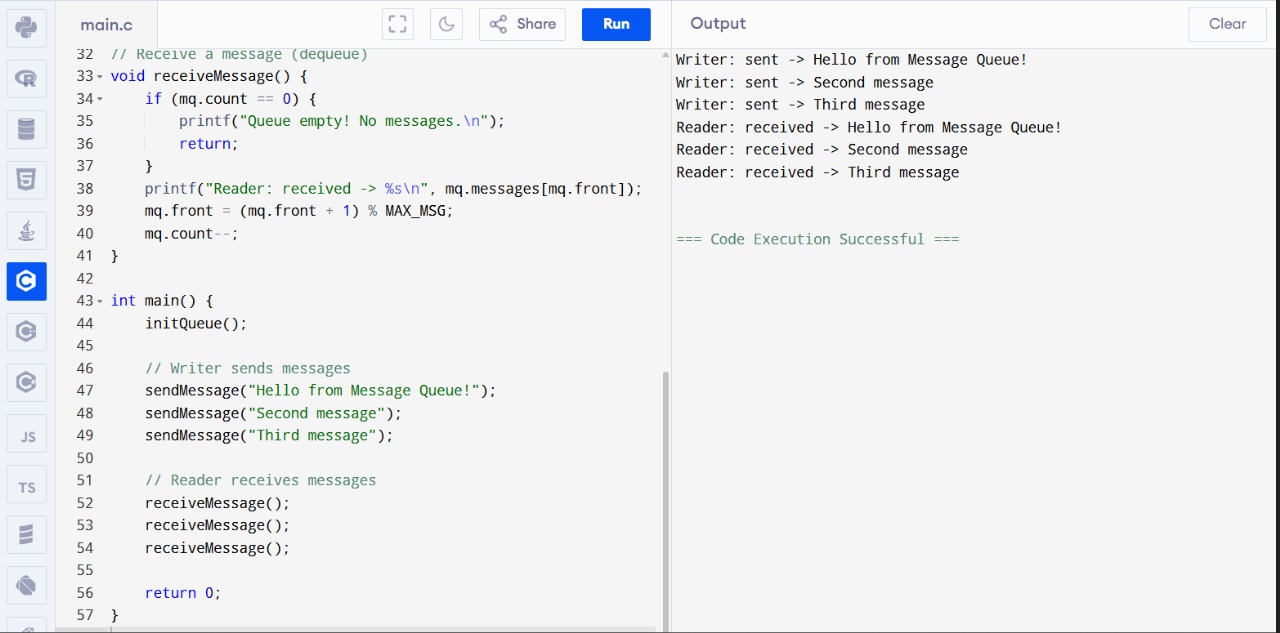 main.c
Share
Run
Output
Clear
32 // Receive a message (dequeue)
33 void receiveMessage() {
34     if (mq.count == 0) {
35         printf("Queue empty! No messages.\n");
36         return;
37     }
38     printf("Reader: received -> %s\n", mq.messages[mq.front]);
39     mq.front = (mq.front + 1) % MAX_MSG;
40     mq.count--;
41 }
42
43 int main() {
44     initQueue();
45
46     // Writer sends messages
47     sendMessage("Hello from Message Queue!");
48     sendMessage("Second message");
49     sendMessage("Third message");
50
51     // Reader receives messages
52     receiveMessage();
53     receiveMessage();
54     receiveMessage();
55
56     return 0;
57 }
Writer: sent -> Hello from Message Queue!
Writer: sent -> Second message
Writer: sent -> Third message
Reader: received -> Hello from Message Queue!
Reader: received -> Second message
Reader: received -> Third message
=== Code Execution Successful ===
R
5
C
C
C
JS
TS